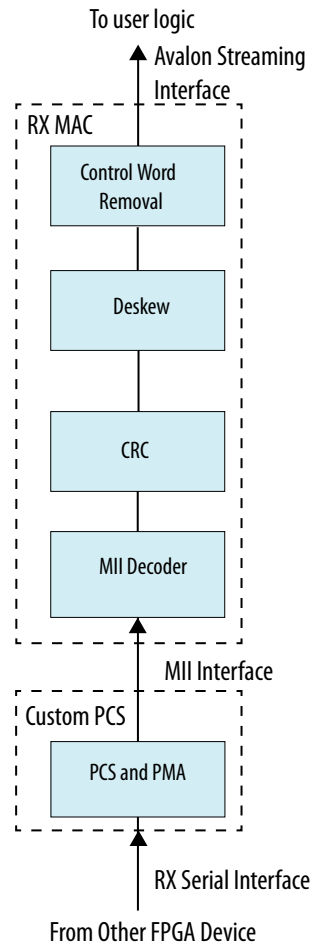 To user logic
Avalon Streaming
Interface
RX MAC
Control Word
Removal
Deskew
CRC
MII Decoder
MII Interface
Custom PCS
PCS and PMA
RX Serial Interface
From Other FPGA Device